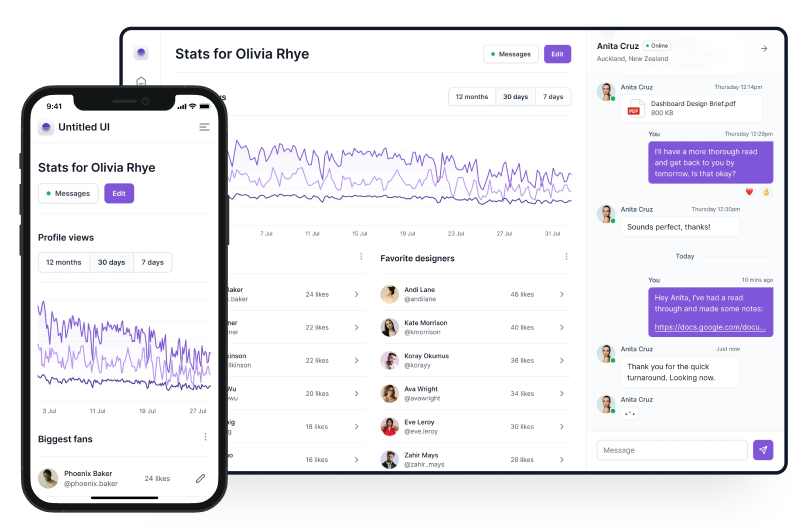 9:41
Untitled UI
Stats for Olivia Rhye
Messages
Edit
Profile views
12 months
30 days
7 days
3 Jul
11 Jul
19 Jul
27 Jul
Biggest fans
Phoenix Baker
@phoenix.baker
24 likes
Stats for Olivia Rhye
Messages
Edit
12 months
30 days
7 days
7 Jul
11 Jul
15 Jul
19 Jul
23 Jul
27 Jul
31 Jul
24 likes
22 likes
22 likes
20 likes
18 likes
16 likes
Favorite designers
Andi Lane
@andilane
46 likes
Kate Morrison
@kmorrison
40 likes
Koray Okumus
@korayy
36 likes
Ava Wright
@avawright
34 likes
Eve Leroy
@eve.leroy
30 likes
Zahir Mays
@zahir_mays
28 likes
Anita Cruz
Online
Auckland, New Zealand
Anita Cruz
Thursday 12:14pm
Dashboard Design Brief.pdf
PDF
800 KB
You
Thursday 12:29pm
I'll have a more thorough read
and get back to you by
tomorrow. Is that okay?
Anita Cruz
Thursday 12:30pm
Sounds perfect, thanks!
Today
You
10 mins ago
Hey Anita, I've had a read
through and made some notes:
https://docs.google.com/docu...
Anita Cruz
Just now
Thank you for the quick
turnaround. Looking now.
Anita Cruz
Message